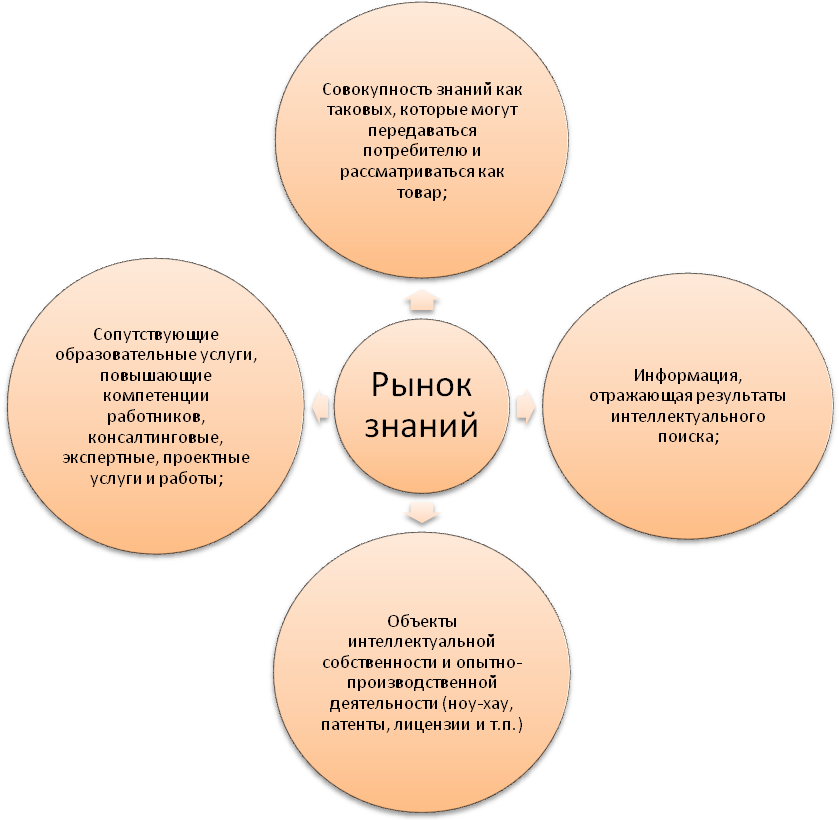 Совокупность знаний как
таковых, которые могут
передаваться
потребителю и
рассматриваться как
товар;
Сопутствующие
образовательные услуги,
повышающие
компетенции
работников,
консалтинговые,
экспертные, проектные
услуги и работы;
Рынок
знаний
Информация,
отражающая результаты
интеллектуального
поиска;
Объекты
интеллектуальной
собственности и опытно-
производственной
деятельности (ноу-хау,
патенты, лицензии и т.п.)